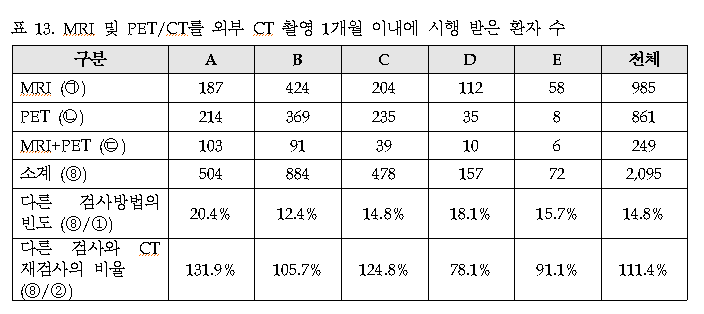 표 13. MRI 및 PET/CT를 외부 CT 촬영 1개월 이내에 시행 받은 환자 수
구분 A B C D E 전체
MRI (㉠) 187 424 204 112 58 985
PET (㉡) 214 369 235 35 8 861
MRI+PET (㉢) 103 91 39 10 6 249
소계 (⑧) 504 884 478 157 72 2,095
다른 검사방법의
빈도 (⑧/①) 20.4% 12.4% 14.8% 18.1% 15.7% 14.8%
다른 검사와 CT
재검사의 비율 131.9% 105.7% 124.8% 78.1% 91.1% 111.4%
(⑧/②)